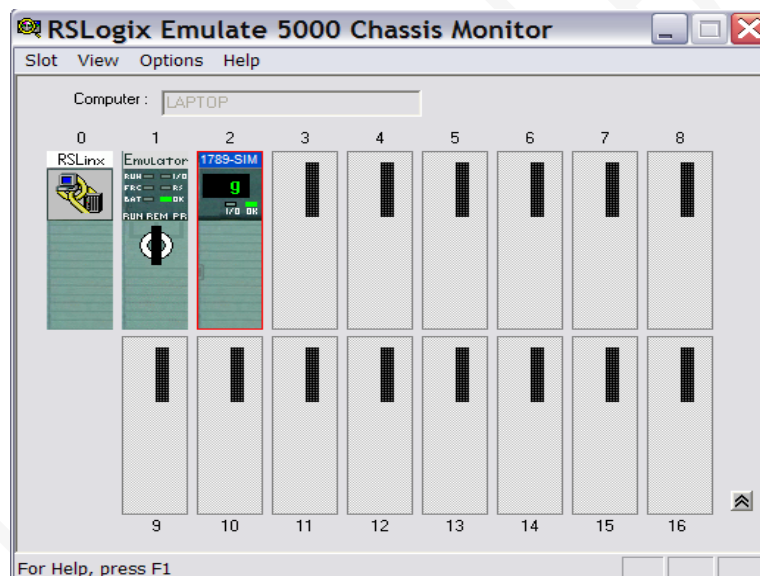 RSLogix Emulate 5000 Chassis Monitor
Slot View Options Help
Computer : LAPTOP
0 1 2 3 4 5 6 7 8
RSLinx Emulator 1789-SIM
RUN I/O
FRC RS
BAT OK
RUN REM PR
g
I/O OK
9 10 11 12 13 14 15 16
For Help, press F1